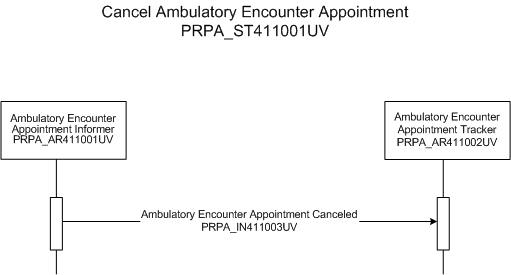 Cancel Ambulatory Encounter Appointment
PRPA_ST411001UV
Ambulatory Encounter
Appointment Informer
PRPA_AR411001UV
Ambulatory Encounter
Appointment Tracker
PRPA_AR411002UV
Ambulatory Encounter Appointment Canceled
PRPA_IN411003UV